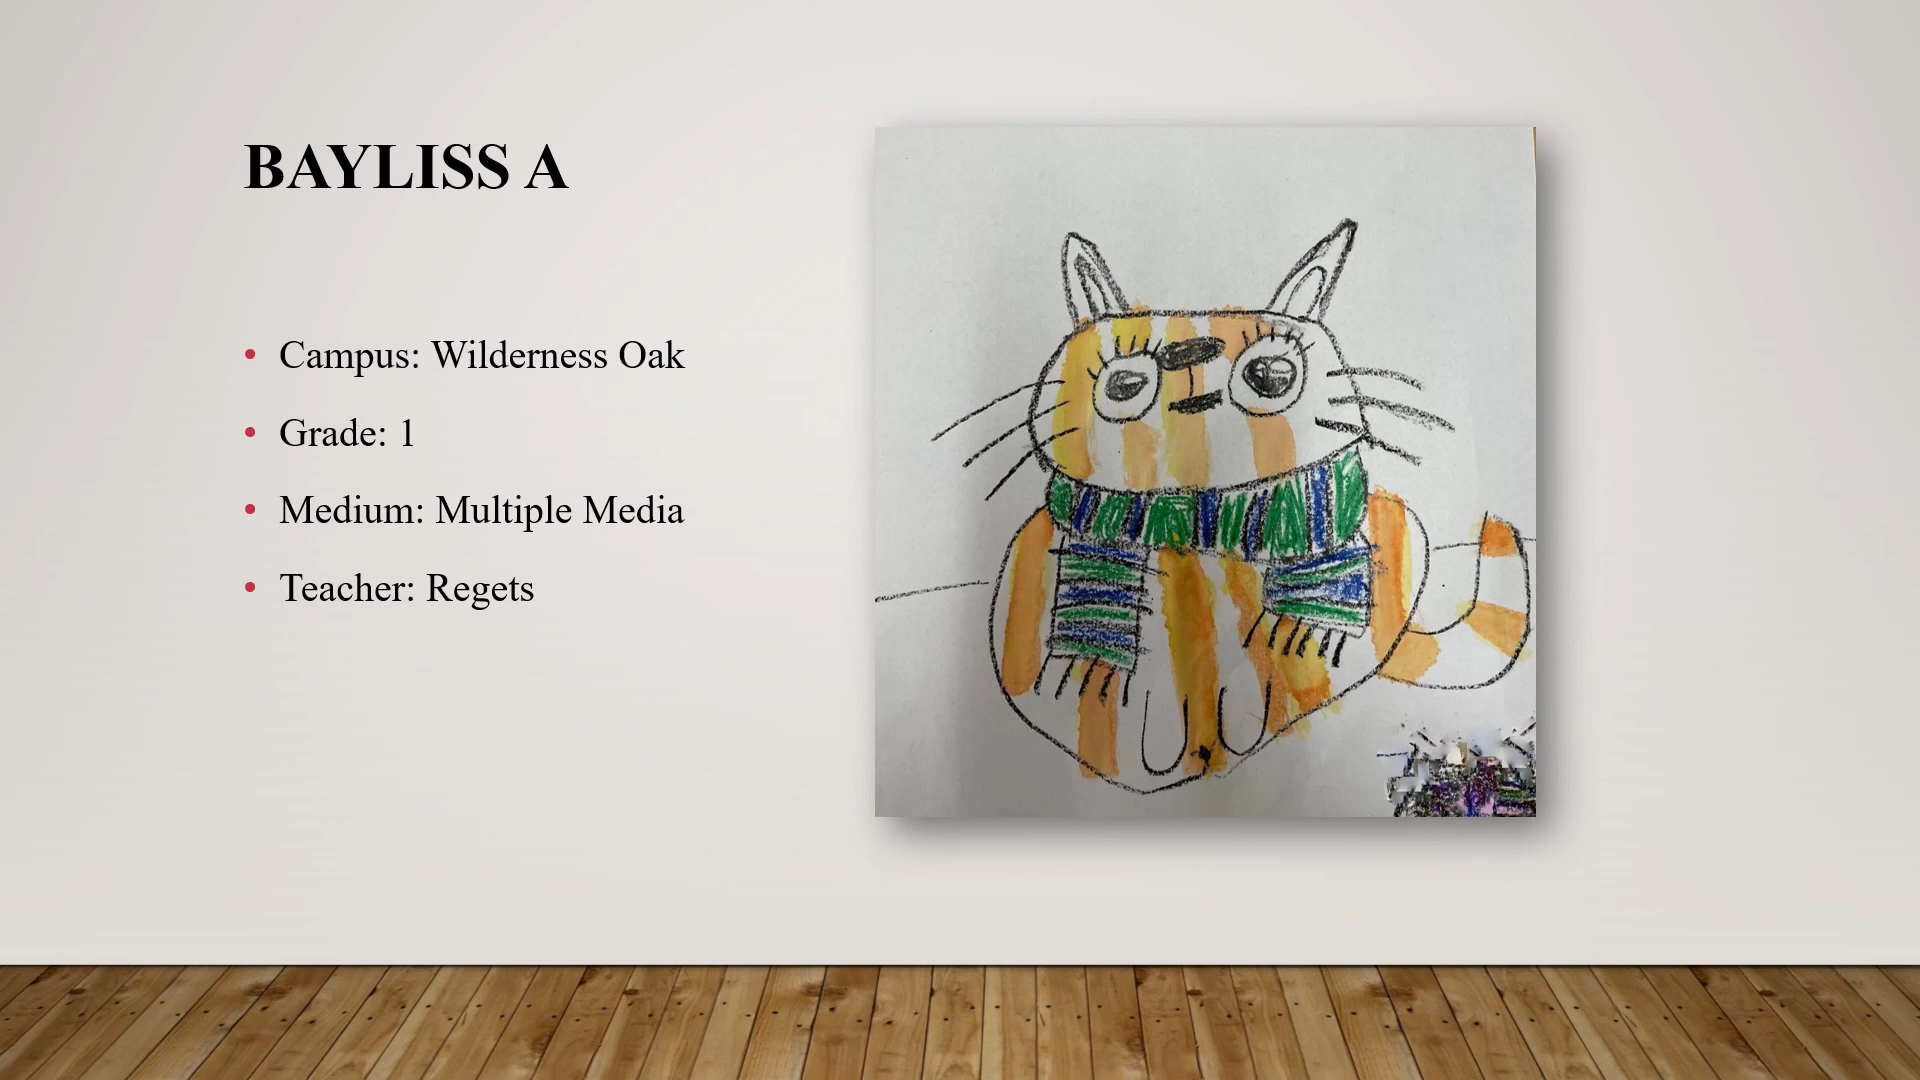 BAYLISS A
• Campus: Wilderness Oak
• Grade: 1
• Medium: Multiple Media
• Teacher: Regets